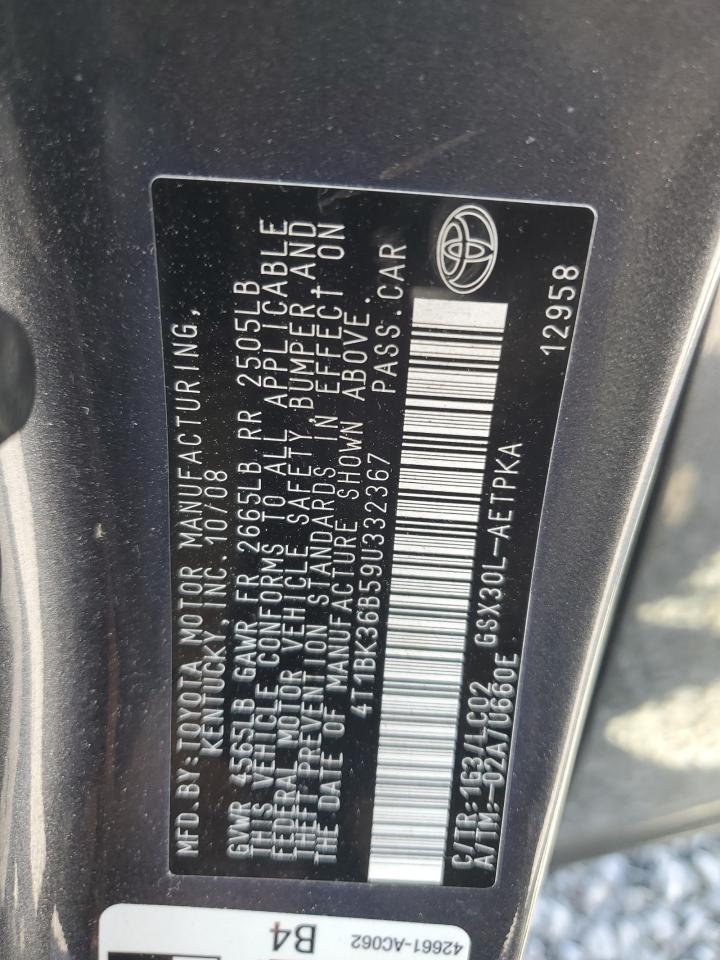 MFD.BY:TOYOTA MOTOR MANUFACTURING,
KENTUCKY, INC. 10/08
GVWR 4565LB GAWR FR 2665LB RR 2505LB
THIS VEHICLE CONFORMS TO ALL APPLICABLE
FEDERAL MOTOR VEHICLE SAFETY, BUMPER,AND
THEFT PREVENTION STANDARDS IN EFFECT ON
THE DATE OF MANUFACTURE SHOWN ABOVE.
4T1BK36B59U332367 PASS.CAR
C/TR:1G3/LC02 GSX30L-AETPKA 12958
A/TM:-02A/U660E
42661-AC062
B4